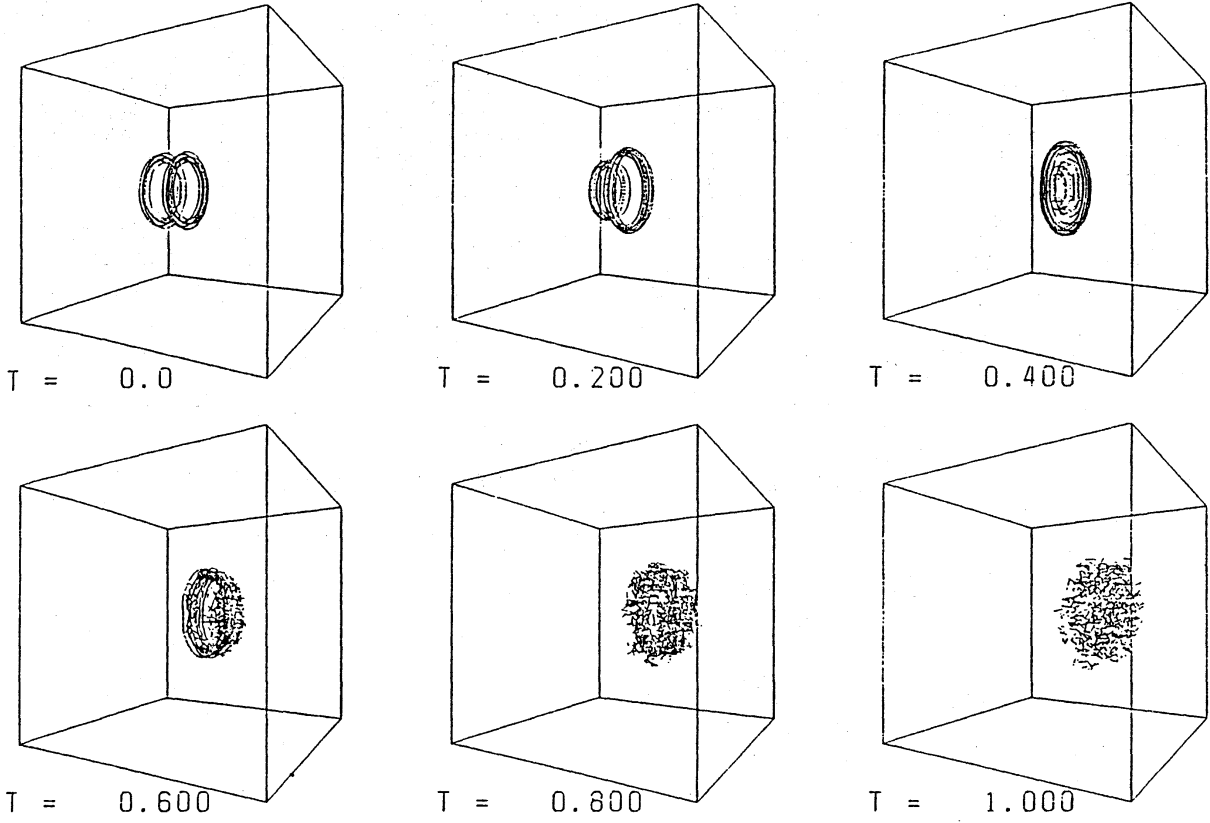 T = 0.0
T = 0.200
T = 0.400
T = 0.600
T = 0.800
T = 1.000